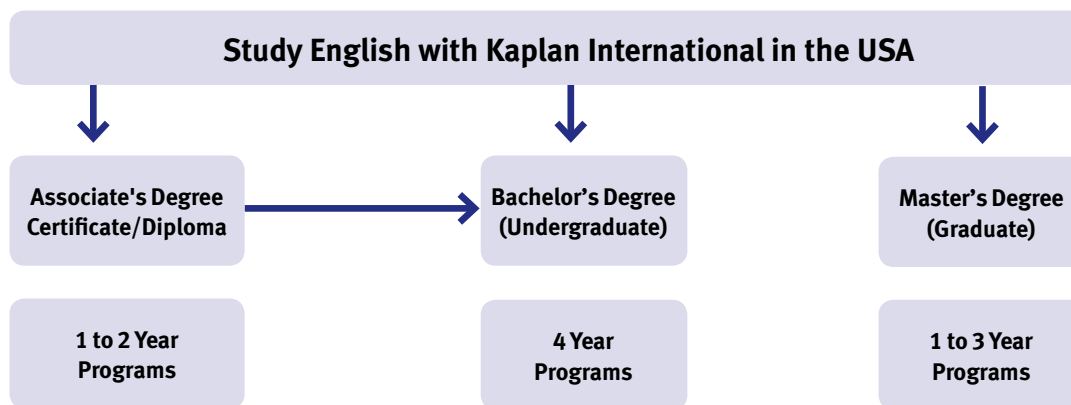 Study English with Kaplan International in the USA
Associate's Degree
Certificate/Diploma
Bachelor’s Degree
(Undergraduate)
Master’s Degree
(Graduate)
1 to 2 Year
Programs
4 Year
Programs
1 to 3 Year
Programs